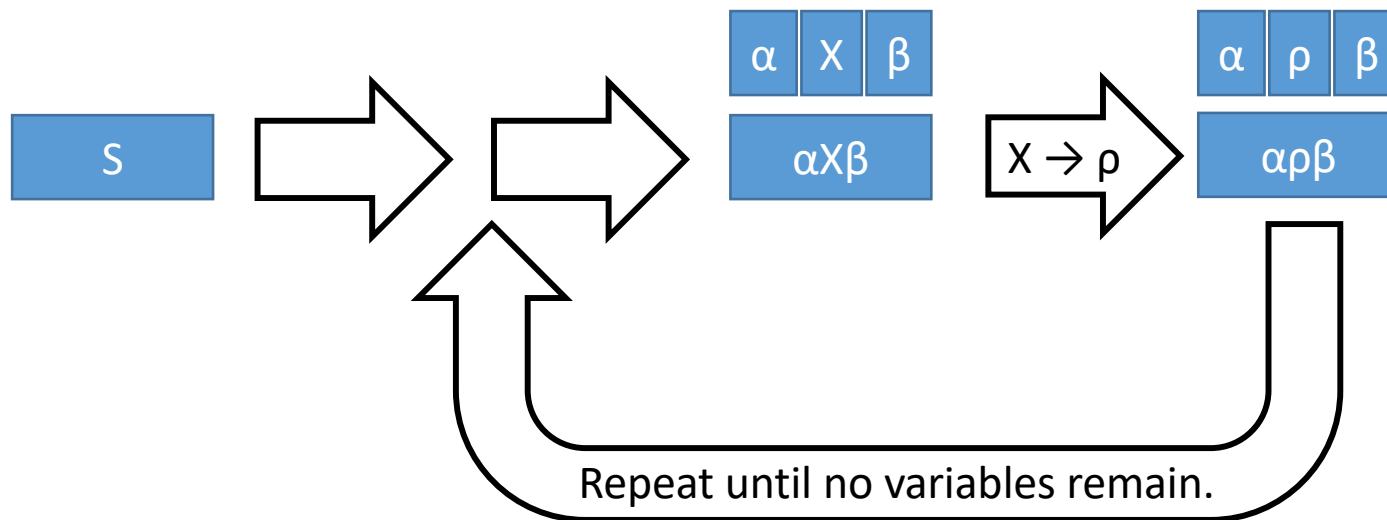 α X β
α ρ β
S
αXβ
X → ρ
αρβ
Repeat until no variables remain.